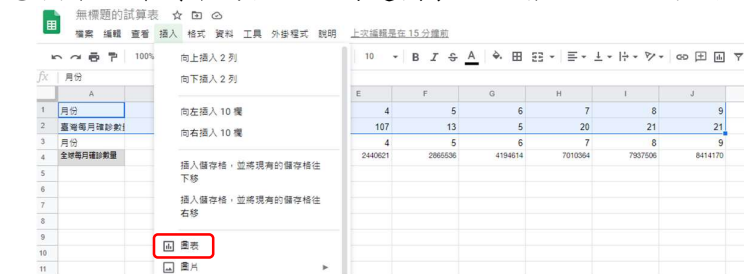 無標題的試算表
檔案 編輯 查看 插入 格式 資料 工具 外掛程式 說明 上次編輯是在 15 分鐘前
100% 10 B I S A
fx 月份
A E F G H I J
1 月份 4 5 6 7 8 9
2 臺灣每月確診數 107 13 5 20 21 21
3 月份 4 5 6 7 8 9
4 全球每月確診數量 2440621 2865536 4194614 7010364 7937506 8414170
5
6
7
8
9
10
11
向上插入 2 列
向下插入 2 列
向左插入 10 欄
向右插入 10 欄
插入儲存格，並將現有的儲存格往
下移
插入儲存格，並將現有的儲存格往
右移
圖表
圖片